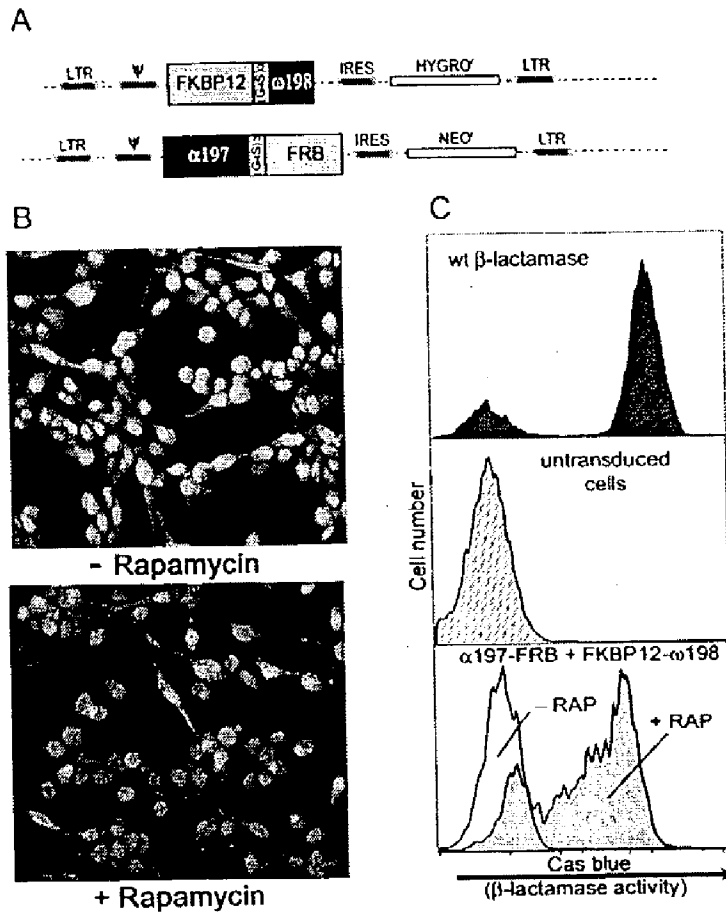 A
LTR Ψ FKBP12 ω198 IRES HYGROʳ LTR
LTR Ψ α197 FRB IRES NEOʳ LTR
B
- Rapamycin
+ Rapamycin
C
wt β-lactamase
untransduced
cells
Cell number
α197-FRB + FKBP12-ω198
– RAP
+ RAP
Cas blue
(β-lactamase activity)